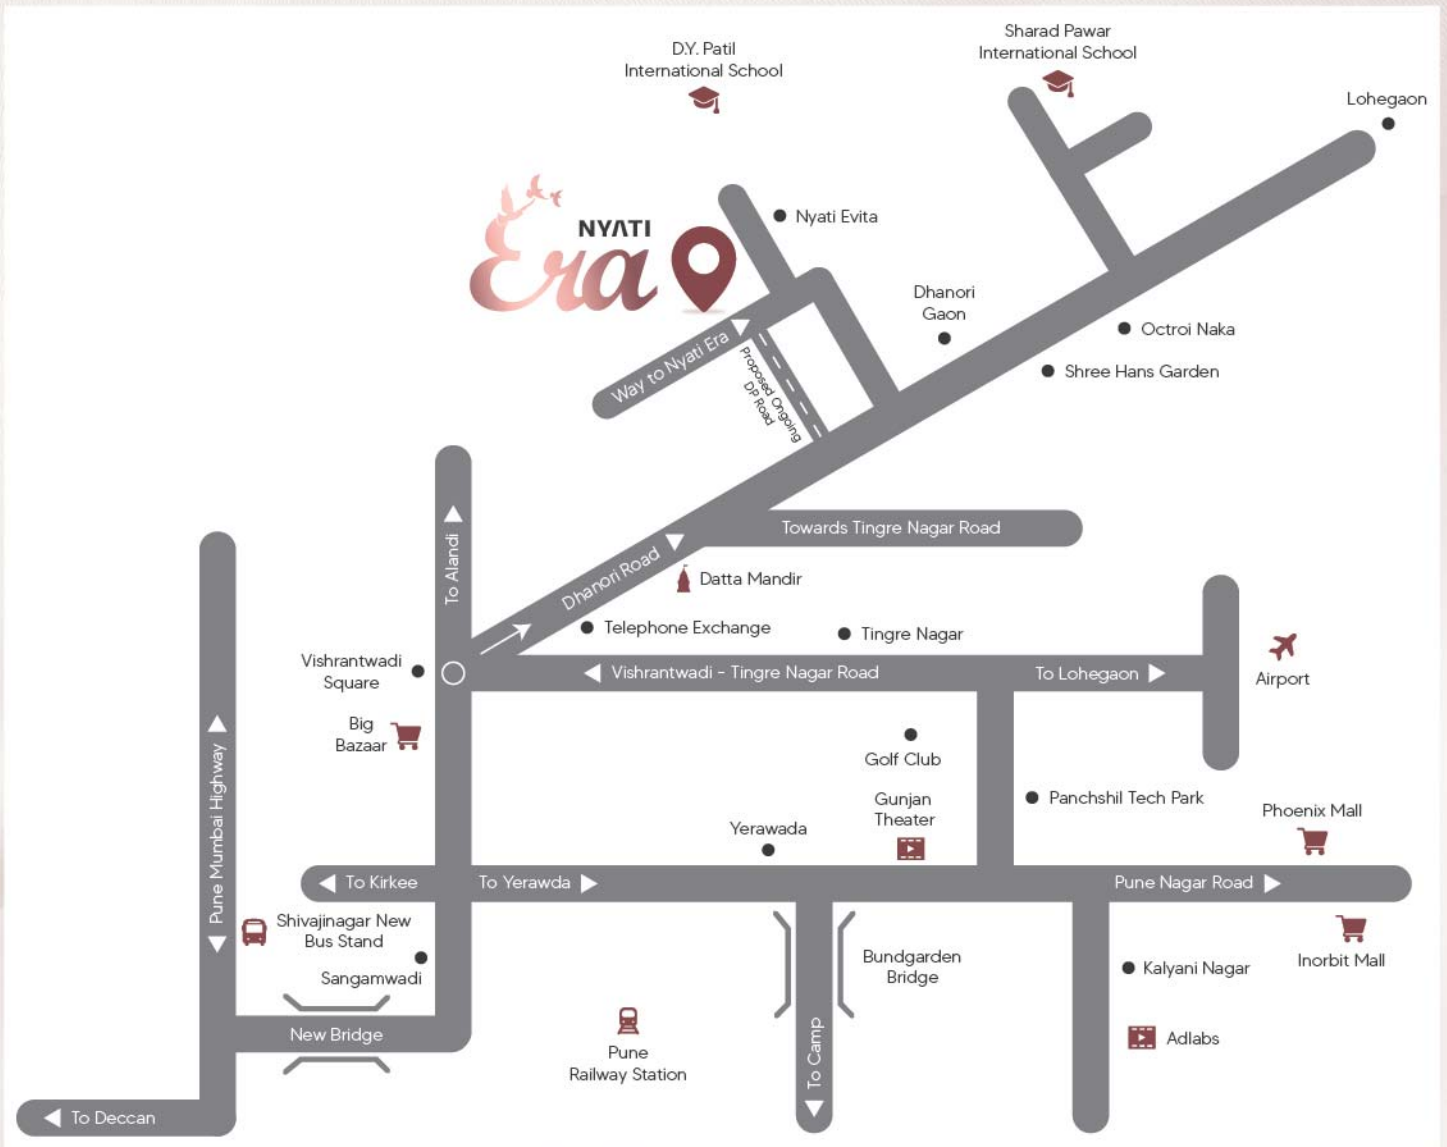 D.Y. Patil
International School
Sharad Pawar
International School
Lohegaon
NYATI
Era
Nyati Evita
Dhanori
Gaon
Octroi Naka
Shree Hans Garden
Way to Nyati Era
Proposed Ongoing
DP Road
Towards Tingre Nagar Road
To Alandi
Dhanori Road
Datta Mandir
Telephone Exchange
Tingre Nagar
Vishrantwadi
Square
Vishrantwadi - Tingre Nagar Road
To Lohegaon
Airport
Big
Bazaar
Golf Club
Pune Mumbai Highway
Gunjan
Theater
Panchshil Tech Park
Phoenix Mall
Yerawada
To Kirkee
To Yerawda
Pune Nagar Road
Shivajinagar New
Bus Stand
Sangamwadi
Bundgarden
Bridge
Kalyani Nagar
Inorbit Mall
New Bridge
Pune
Railway Station
To Camp
Adlabs
To Deccan